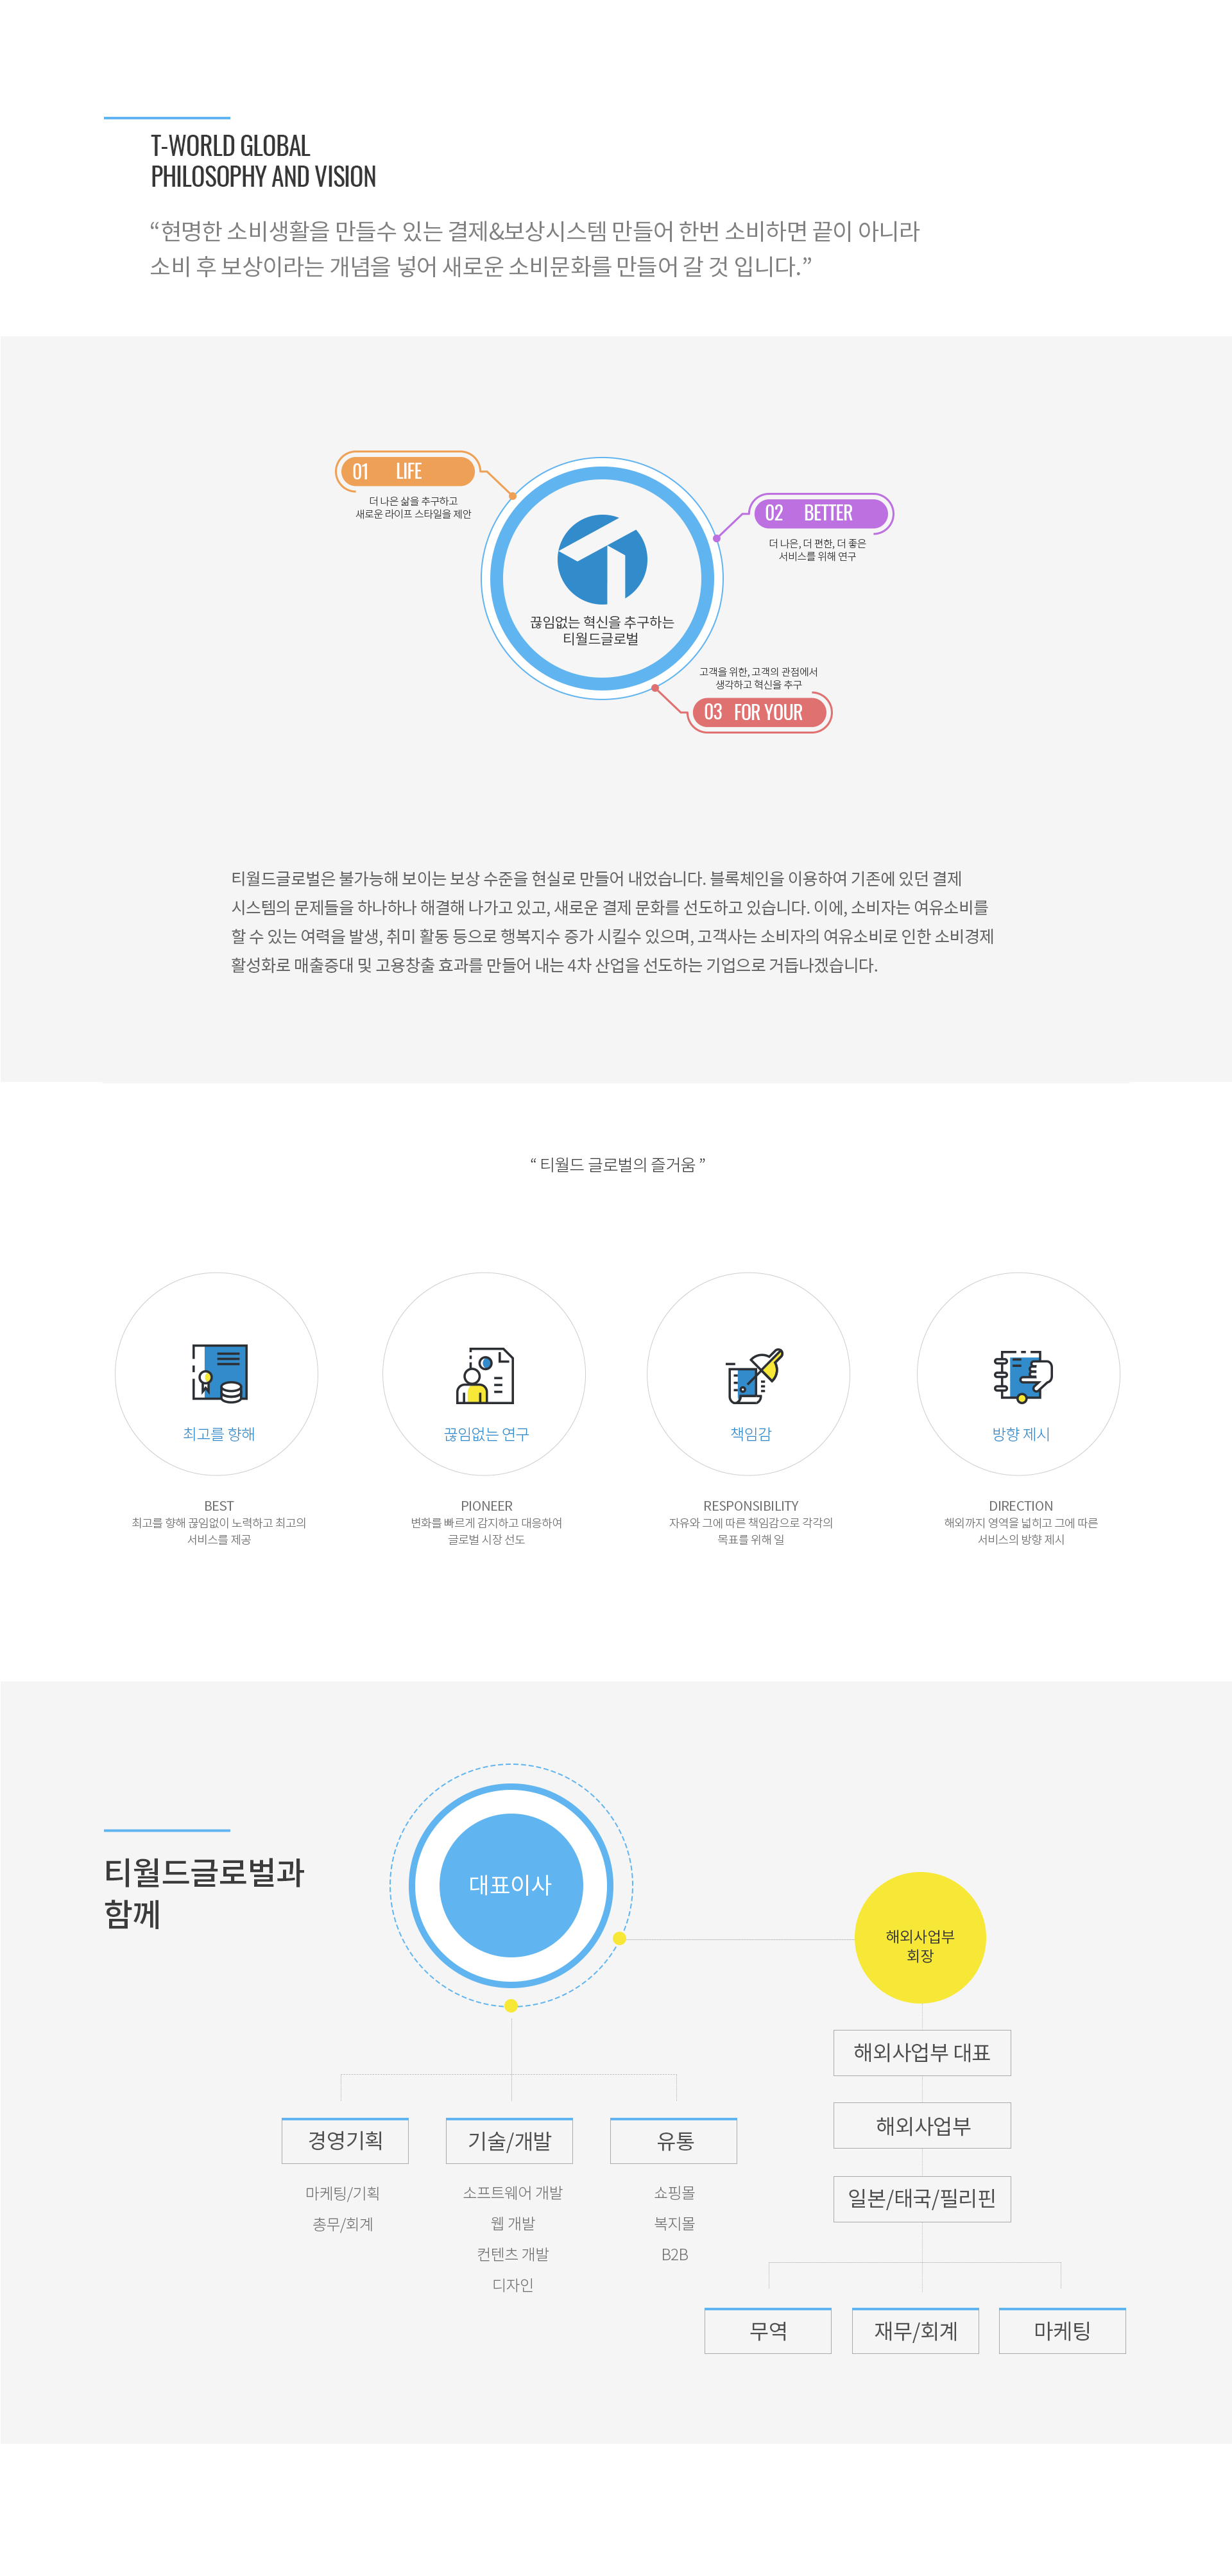 T-WORLD GLOBAL
PHILOSOPHY AND VISION
“현명한 소비생활을 만들수 있는 결제&보상시스템 만들어 한번 소비하면 끝이 아니라
소비 후 보상이라는 개념을 넣어 새로운 소비문화를 만들어 갈 것 입니다.”
01 LIFE
더 나은 삶을 추구하고
새로운 라이프 스타일을 제안
02 BETTER
더 나은, 더 편한, 더 좋은
서비스를 위해 연구
끊임없는 혁신을 추구하는
티월드글로벌
고객을 위한, 고객의 관점에서
생각하고 혁신을 추구
03 FOR YOUR
티월드글로벌은 불가능해 보이는 보상 수준을 현실로 만들어 내었습니다. 블록체인을 이용하여 기존에 있던 결제
시스템의 문제들을 하나하나 해결해 나가고 있고, 새로운 결제 문화를 선도하고 있습니다. 이에, 소비자는 여유소비를
할 수 있는 여력을 발생, 취미 활동 등으로 행복지수 증가 시킬수 있으며, 고객사는 소비자의 여유소비로 인한 소비경제
활성화로 매출증대 및 고용창출 효과를 만들어 내는 4차 산업을 선도하는 기업으로 거듭나겠습니다.
“ 티월드 글로벌의 즐거움 ”
최고를 향해
BEST
최고를 향해 끊임없이 노력하고 최고의
서비스를 제공
끊임없는 연구
PIONEER
변화를 빠르게 감지하고 대응하여
글로벌 시장 선도
책임감
RESPONSIBILITY
자유와 그에 따른 책임감으로 각각의
목표를 위해 일
방향 제시
DIRECTION
해외까지 영역을 넓히고 그에 따른
서비스의 방향 제시
티월드글로벌과
함께
대표이사
해외사업부
회장
경영기획
마케팅/기획
총무/회계
기술/개발
소프트웨어 개발
웹 개발
컨텐츠 개발
디자인
유통
쇼핑몰
복지몰
B2B
해외사업부 대표
해외사업부
일본/태국/필리핀
무역
재무/회계
마케팅